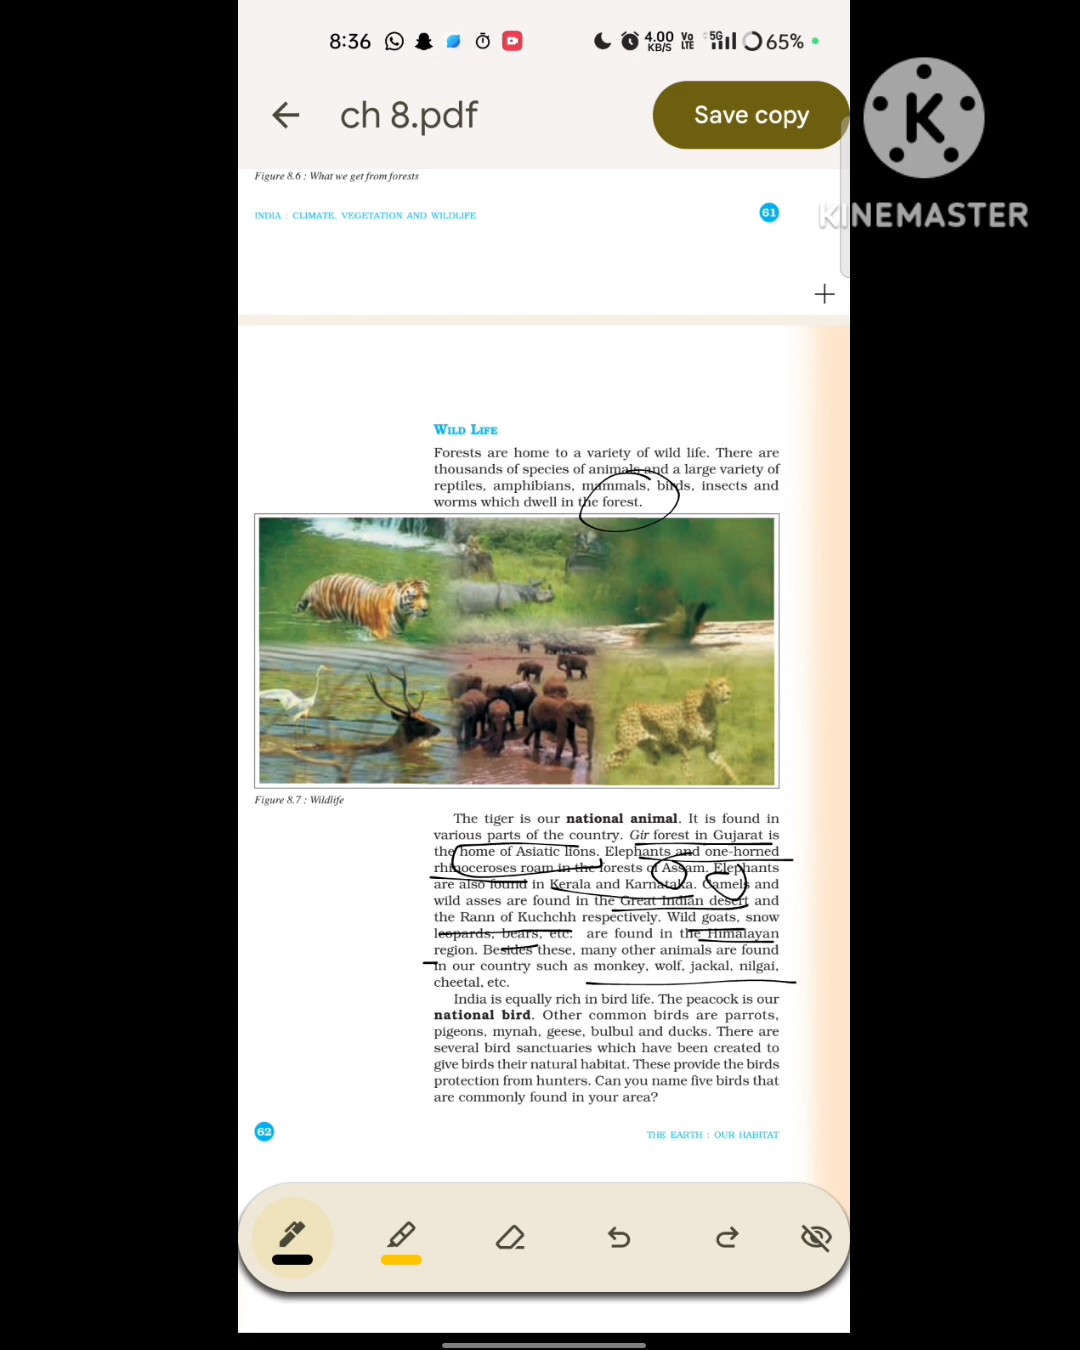 8:36
4.00 KB/S
Vo LTE
5G
65%
ch 8.pdf
Save copy
K
KINEMASTER
Figure 8.6 : What we get from forests
INDIA : CLIMATE, VEGETATION AND WILDLIFE
61
WILD LIFE
Forests are home to a variety of wild life. There are
thousands of species of animals and a large variety of
reptiles, amphibians, mammals, birds, insects and
worms which dwell in the forest.
Figure 8.7 : Wildlife
The tiger is our national animal. It is found in
various parts of the country. Gir forest in Gujarat is
the home of Asiatic lions. Elephants and one-horned
rhinoceroses roam in the forests of Assam. Elephants
are also found in Kerala and Karnataka. Camels and
wild asses are found in the Great Indian desert and
the Rann of Kuchchh respectively. Wild goats, snow
leopards, bears, etc. are found in the Himalayan
region. Besides these, many other animals are found
in our country such as monkey, wolf, jackal, nilgai,
cheetal, etc.
India is equally rich in bird life. The peacock is our
national bird. Other common birds are parrots,
pigeons, mynah, geese, bulbul and ducks. There are
several bird sanctuaries which have been created to
give birds their natural habitat. These provide the birds
protection from hunters. Can you name five birds that
are commonly found in your area?
62
THE EARTH : OUR HABITAT